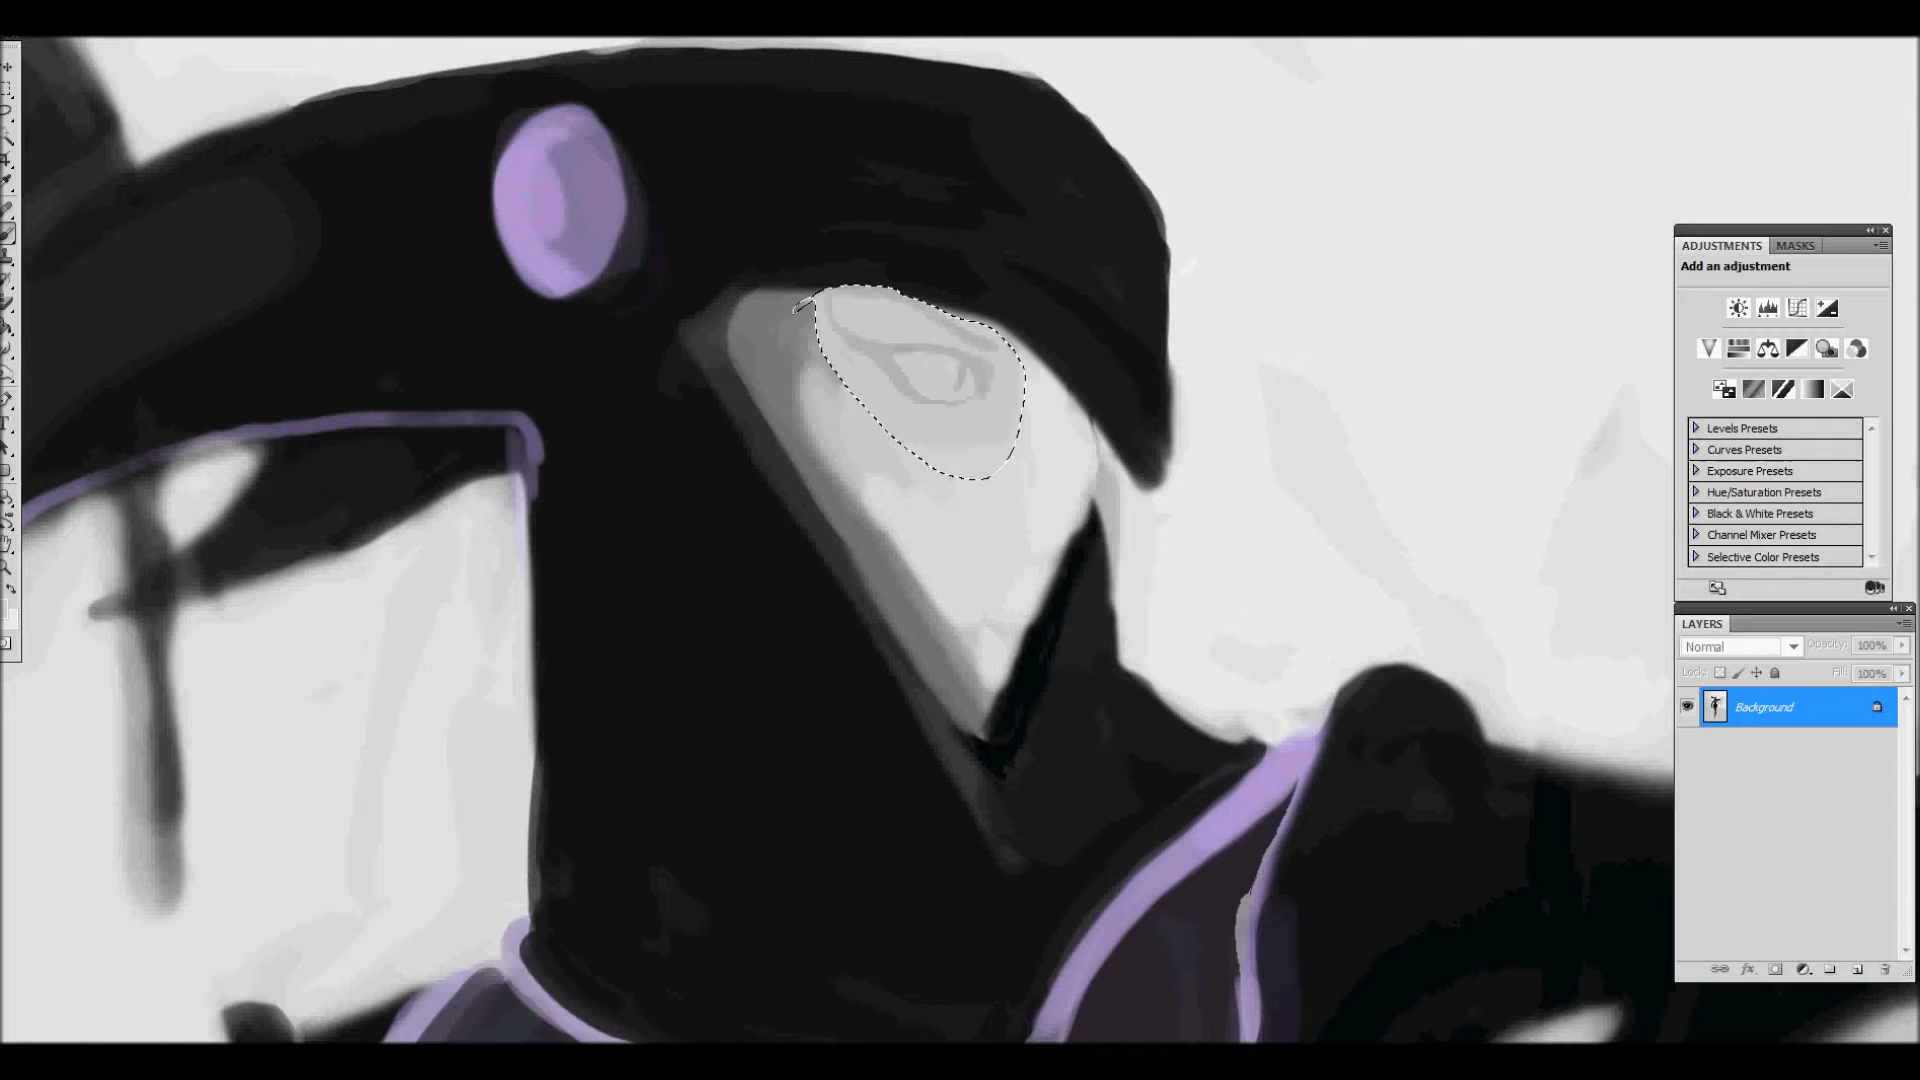 ADJUSTMENTS MASKS
Add an adjustment
Levels Presets
Curves Presets
Exposure Presets
Hue/Saturation Presets
Black & White Presets
Channel Mixer Presets
Selective Color Presets
LAYERS
Normal Opacity: 100%
Lock: Fill: 100%
Background